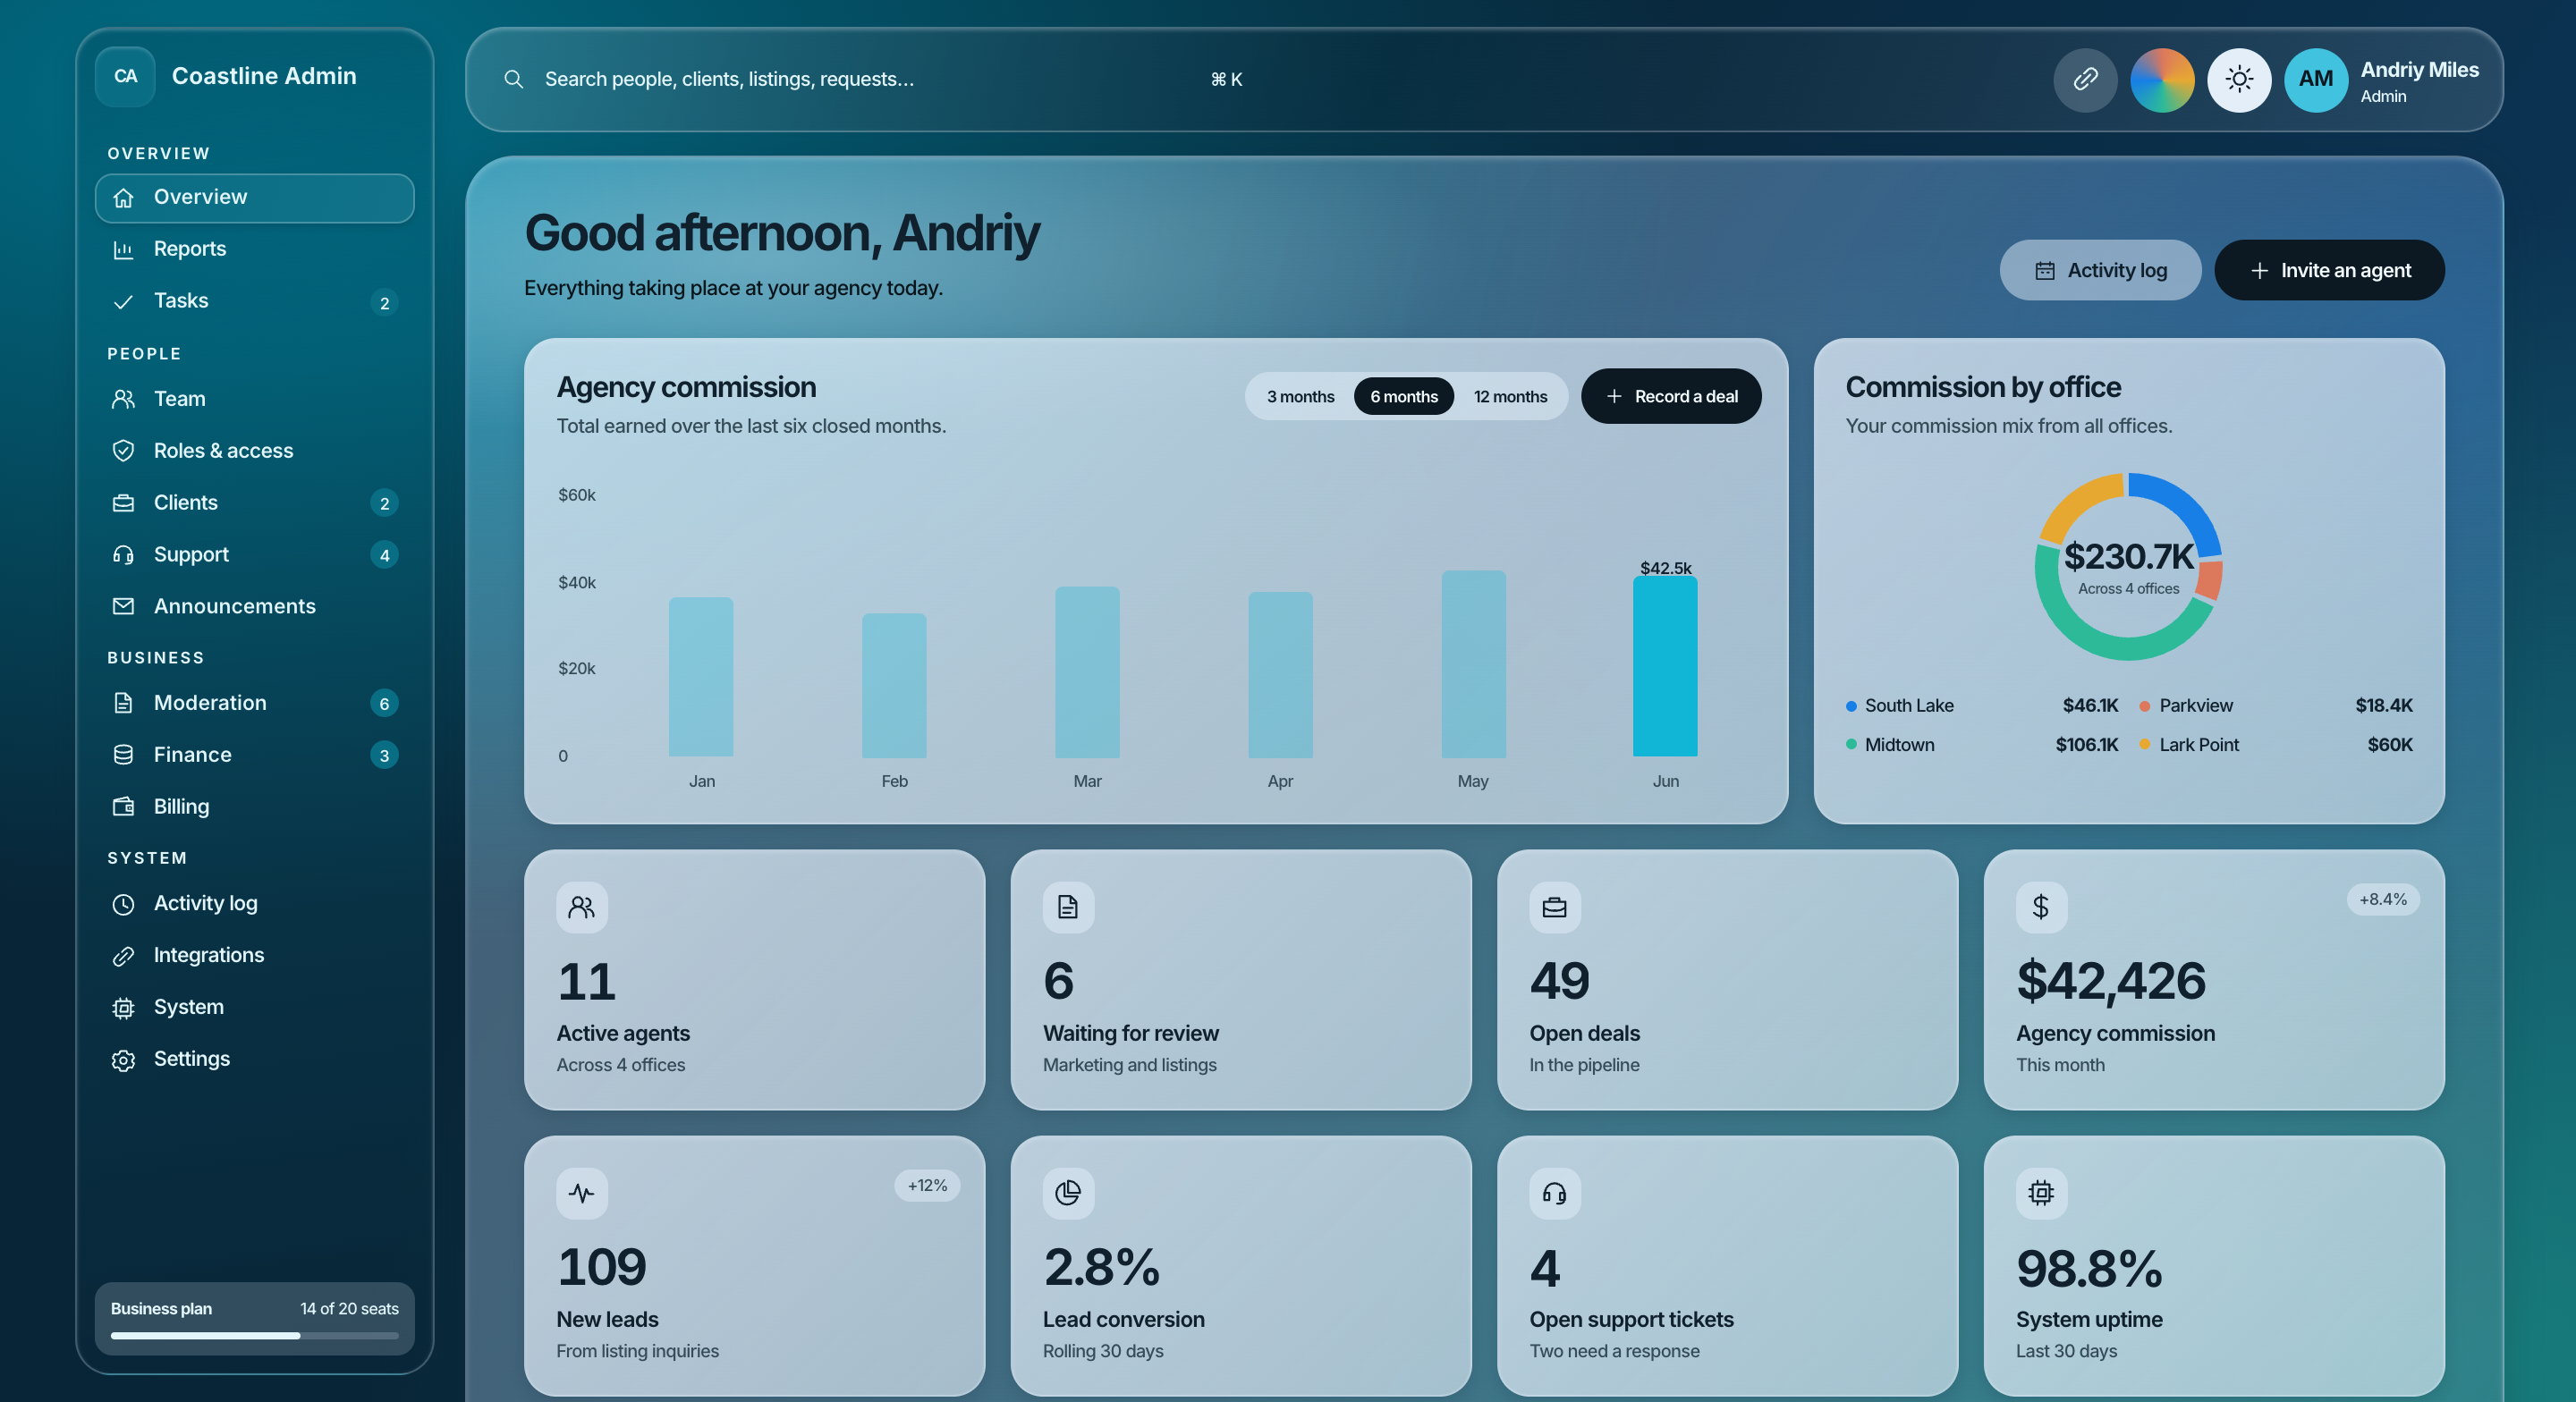 CA
Coastline Admin
OVERVIEW
Overview
Reports
Tasks 2
PEOPLE
Team
Roles & access
Clients 2
Support 4
Announcements
BUSINESS
Moderation 6
Finance 3
Billing
SYSTEM
Activity log
Integrations
System
Settings
Business plan 14 of 20 seats
Search people, clients, listings, requests... ⌘ K
AM
Andriy Miles
Admin
Good afternoon, Andriy
Everything taking place at your agency today.
Activity log
+ Invite an agent
Agency commission
Total earned over the last six closed months.
3 months 6 months 12 months
+ Record a deal
$60k
$40k
$20k
0
$42.5k
Jan Feb Mar Apr May Jun
Commission by office
Your commission mix from all offices.
$230.7K
Across 4 offices
South Lake $46.1K Parkview $18.4K
Midtown $106.1K Lark Point $60K
11
Active agents
Across 4 offices
6
Waiting for review
Marketing and listings
49
Open deals
In the pipeline
$
+8.4%
$42,426
Agency commission
This month
+12%
109
New leads
From listing inquiries
2.8%
Lead conversion
Rolling 30 days
4
Open support tickets
Two need a response
98.8%
System uptime
Last 30 days